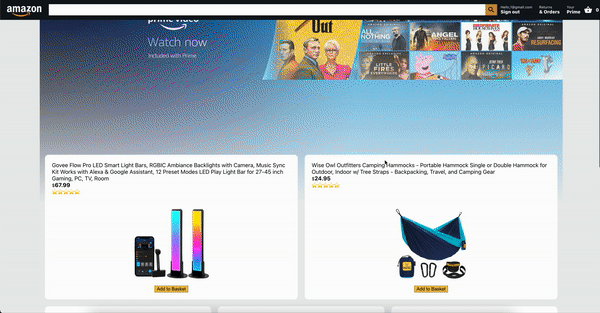 amazon
Hello,
Sign out
Returns
& Orders
Your
Prime
0
prime video
Watch now
Included with Prime
Out
ALL
NOTHING
ANGEL
RESURFACING
LITTLE
FIRES
EVERYWHERE
PICARD
Govee Flow Pro LED Smart Light Bars, RGBIC Ambiance Backlights with Camera, Music Sync
Kit Works with Alexa & Google Assistant, 12 Preset Modes LED Play Light Bar for 27-45 inch
Gaming, PC, TV, Room
$67.99
Add to Basket
Wise Owl Outfitters Camping Hammocks - Portable Hammock Single or Double Hammock for
Outdoor, Indoor w/ Tree Straps - Backpacking, Travel, and Camping Gear
$24.95
Add to Basket